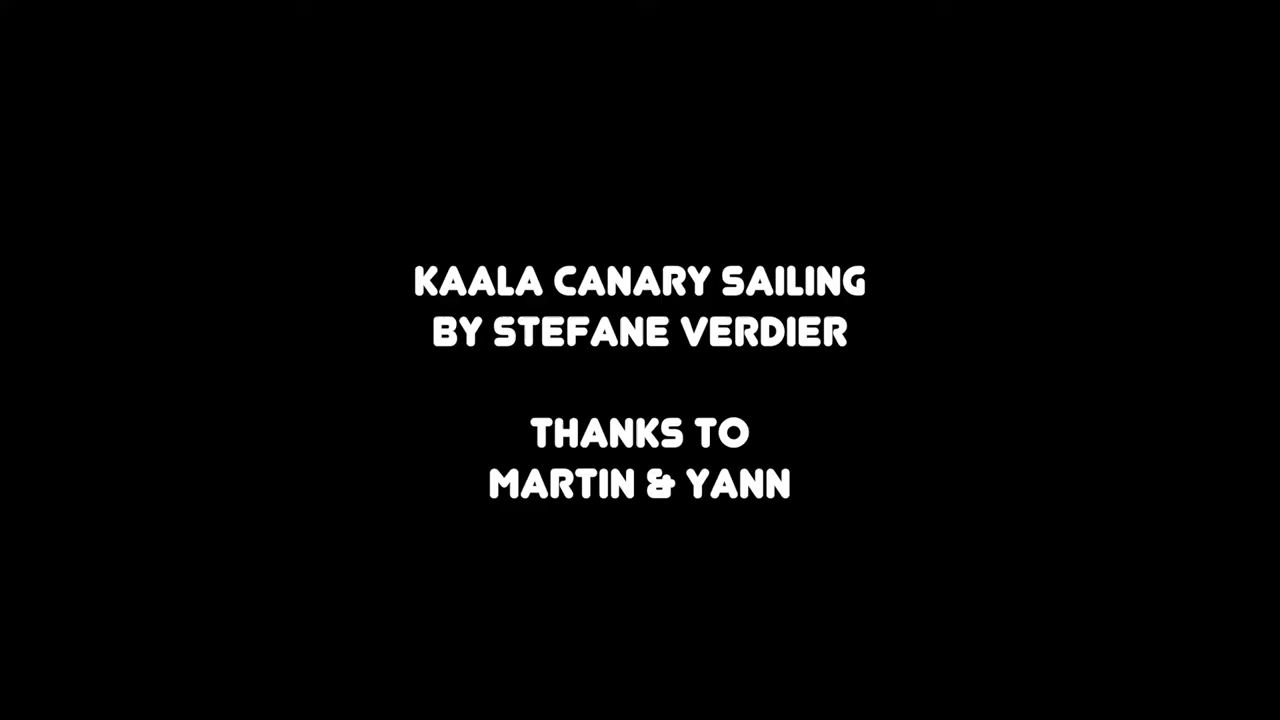 KAALA CANARY SAILING
BY STEFANE VERDIER
THANKS TO
MARTIN & YANN